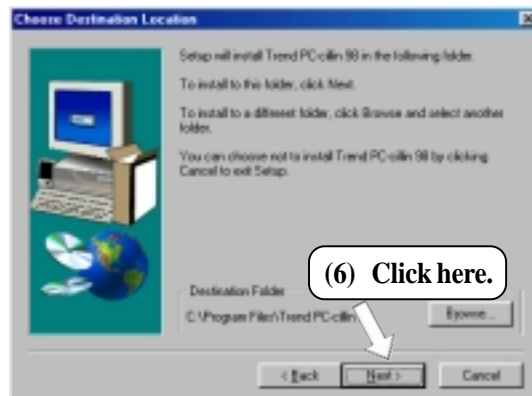 Choose Destination Location
Setup will install Trend PC-cillin 98 in the following folder.
To install to this folder, click Next.
To install to a different folder, click Browse and select another
folder.
You can choose not to install Trend PC-cillin 98 by clicking
Cancel to exit Setup.
(6) Click here.
Destination Folder
C:\Program Files\Trend PC-cillin
Browse...
< Back
Next >
Cancel